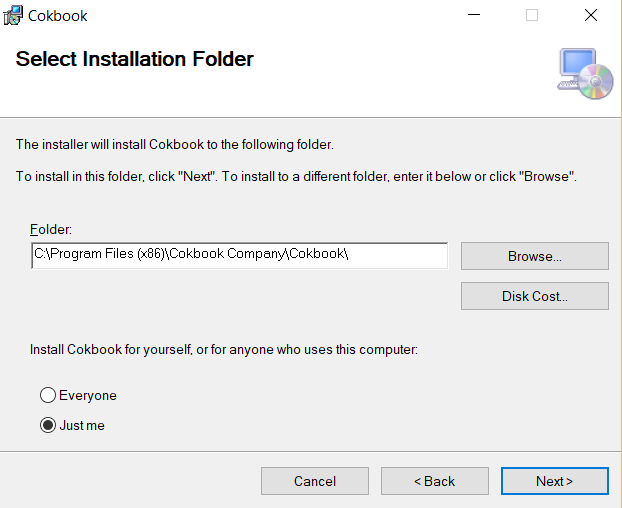 Cokbook
Select Installation Folder
The installer will install Cokbook to the following folder.
To install in this folder, click "Next". To install to a different folder, enter it below or click "Browse".
Folder:
C:\Program Files (x86)\Cokbook Company\Cokbook\
Browse...
Disk Cost...
Install Cokbook for yourself, or for anyone who uses this computer:
Everyone
Just me
Cancel
< Back
Next >